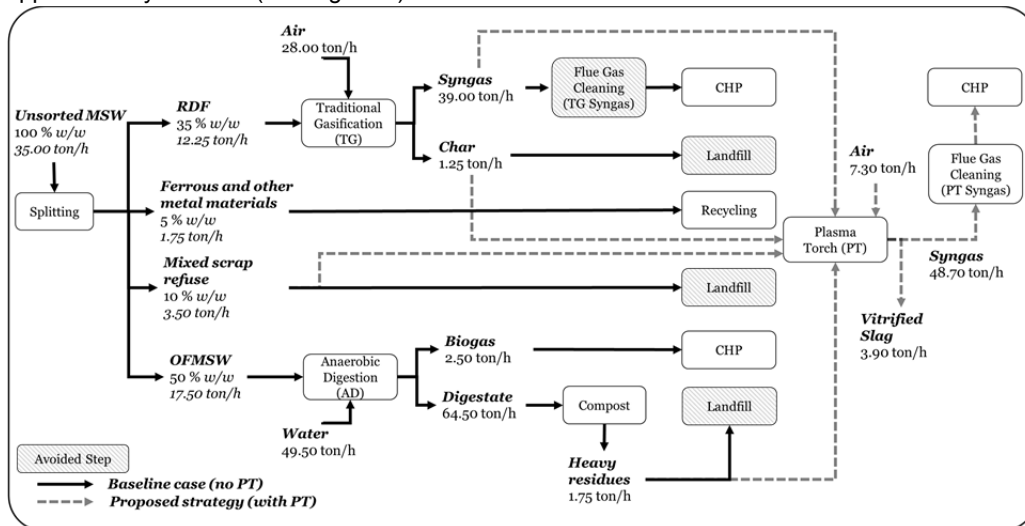 Air
28.00 ton/h
Unsorted MSW
100 % w/w
35.00 ton/h
Splitting
RDF
35 % w/w
12.25 ton/h
Traditional
Gasification
(TG)
Syngas
39.00 ton/h
Flue Gas
Cleaning
(TG Syngas)
CHP
Char
1.25 ton/h
Landfill
Ferrous and other
metal materials
5 % w/w
1.75 ton/h
Recycling
Mixed scrap
refuse
10 % w/w
3.50 ton/h
Landfill
OFMSW
50 % w/w
17.50 ton/h
Anaerobic
Digestion
(AD)
Water
49.50 ton/h
Biogas
2.50 ton/h
CHP
Digestate
64.50 ton/h
Compost
Landfill
Heavy
residues
1.75 ton/h
Air
7.30 ton/h
Plasma
Torch (PT)
CHP
Flue Gas
Cleaning
(PT Syngas)
Syngas
48.70 ton/h
Vitrified
Slag
3.90 ton/h
Avoided Step
Baseline case (no PT)
Proposed strategy (with PT)